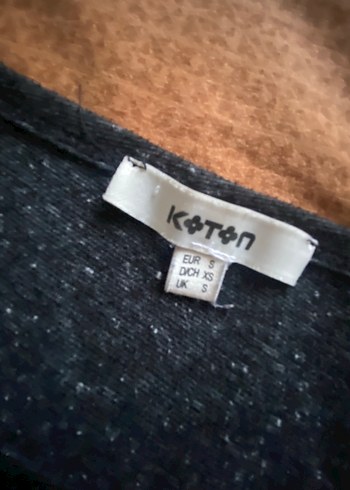 KOTON
EUR S
D/CH XS
UK S